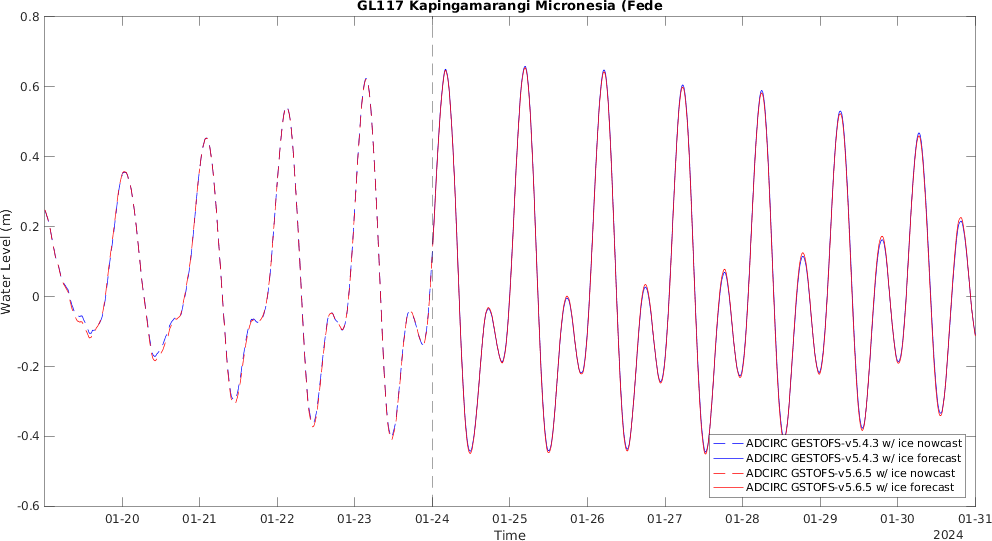 GL117 Kapingamarangi Micronesia (Fede
0.8
0.6
0.4
0.2
0
-0.2
-0.4
-0.6
Water Level (m)
01-20 01-21 01-22 01-23 01-24 01-25 01-26 01-27 01-28 01-29 01-30 01-31
Time
2024
ADCIRC GESTOFS-v5.4.3 w/ ice nowcast
ADCIRC GESTOFS-v5.4.3 w/ ice forecast
ADCIRC GSTOFS-v5.6.5 w/ ice nowcast
ADCIRC GSTOFS-v5.6.5 w/ ice forecast